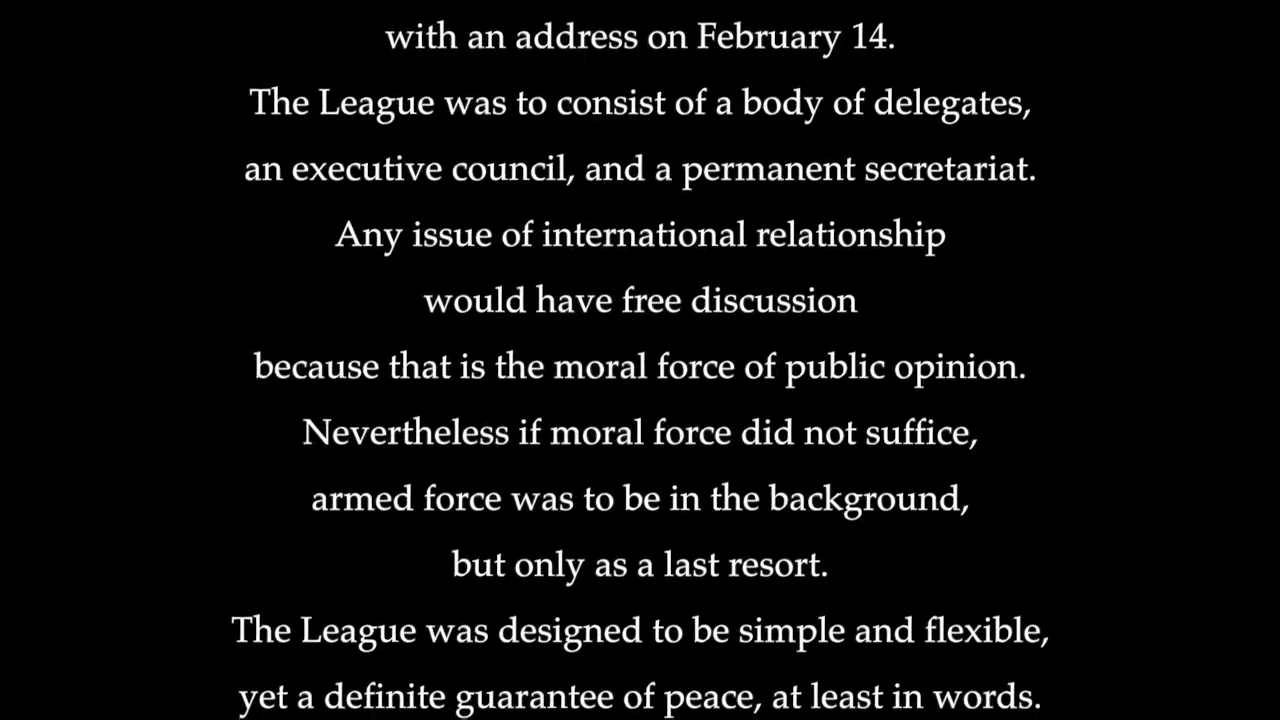 with an address on February 14.
The League was to consist of a body of delegates,
an executive council, and a permanent secretariat.
Any issue of international relationship
would have free discussion
because that is the moral force of public opinion.
Nevertheless if moral force did not suffice,
armed force was to be in the background,
but only as a last resort.
The League was designed to be simple and flexible,
yet a definite guarantee of peace, at least in words.